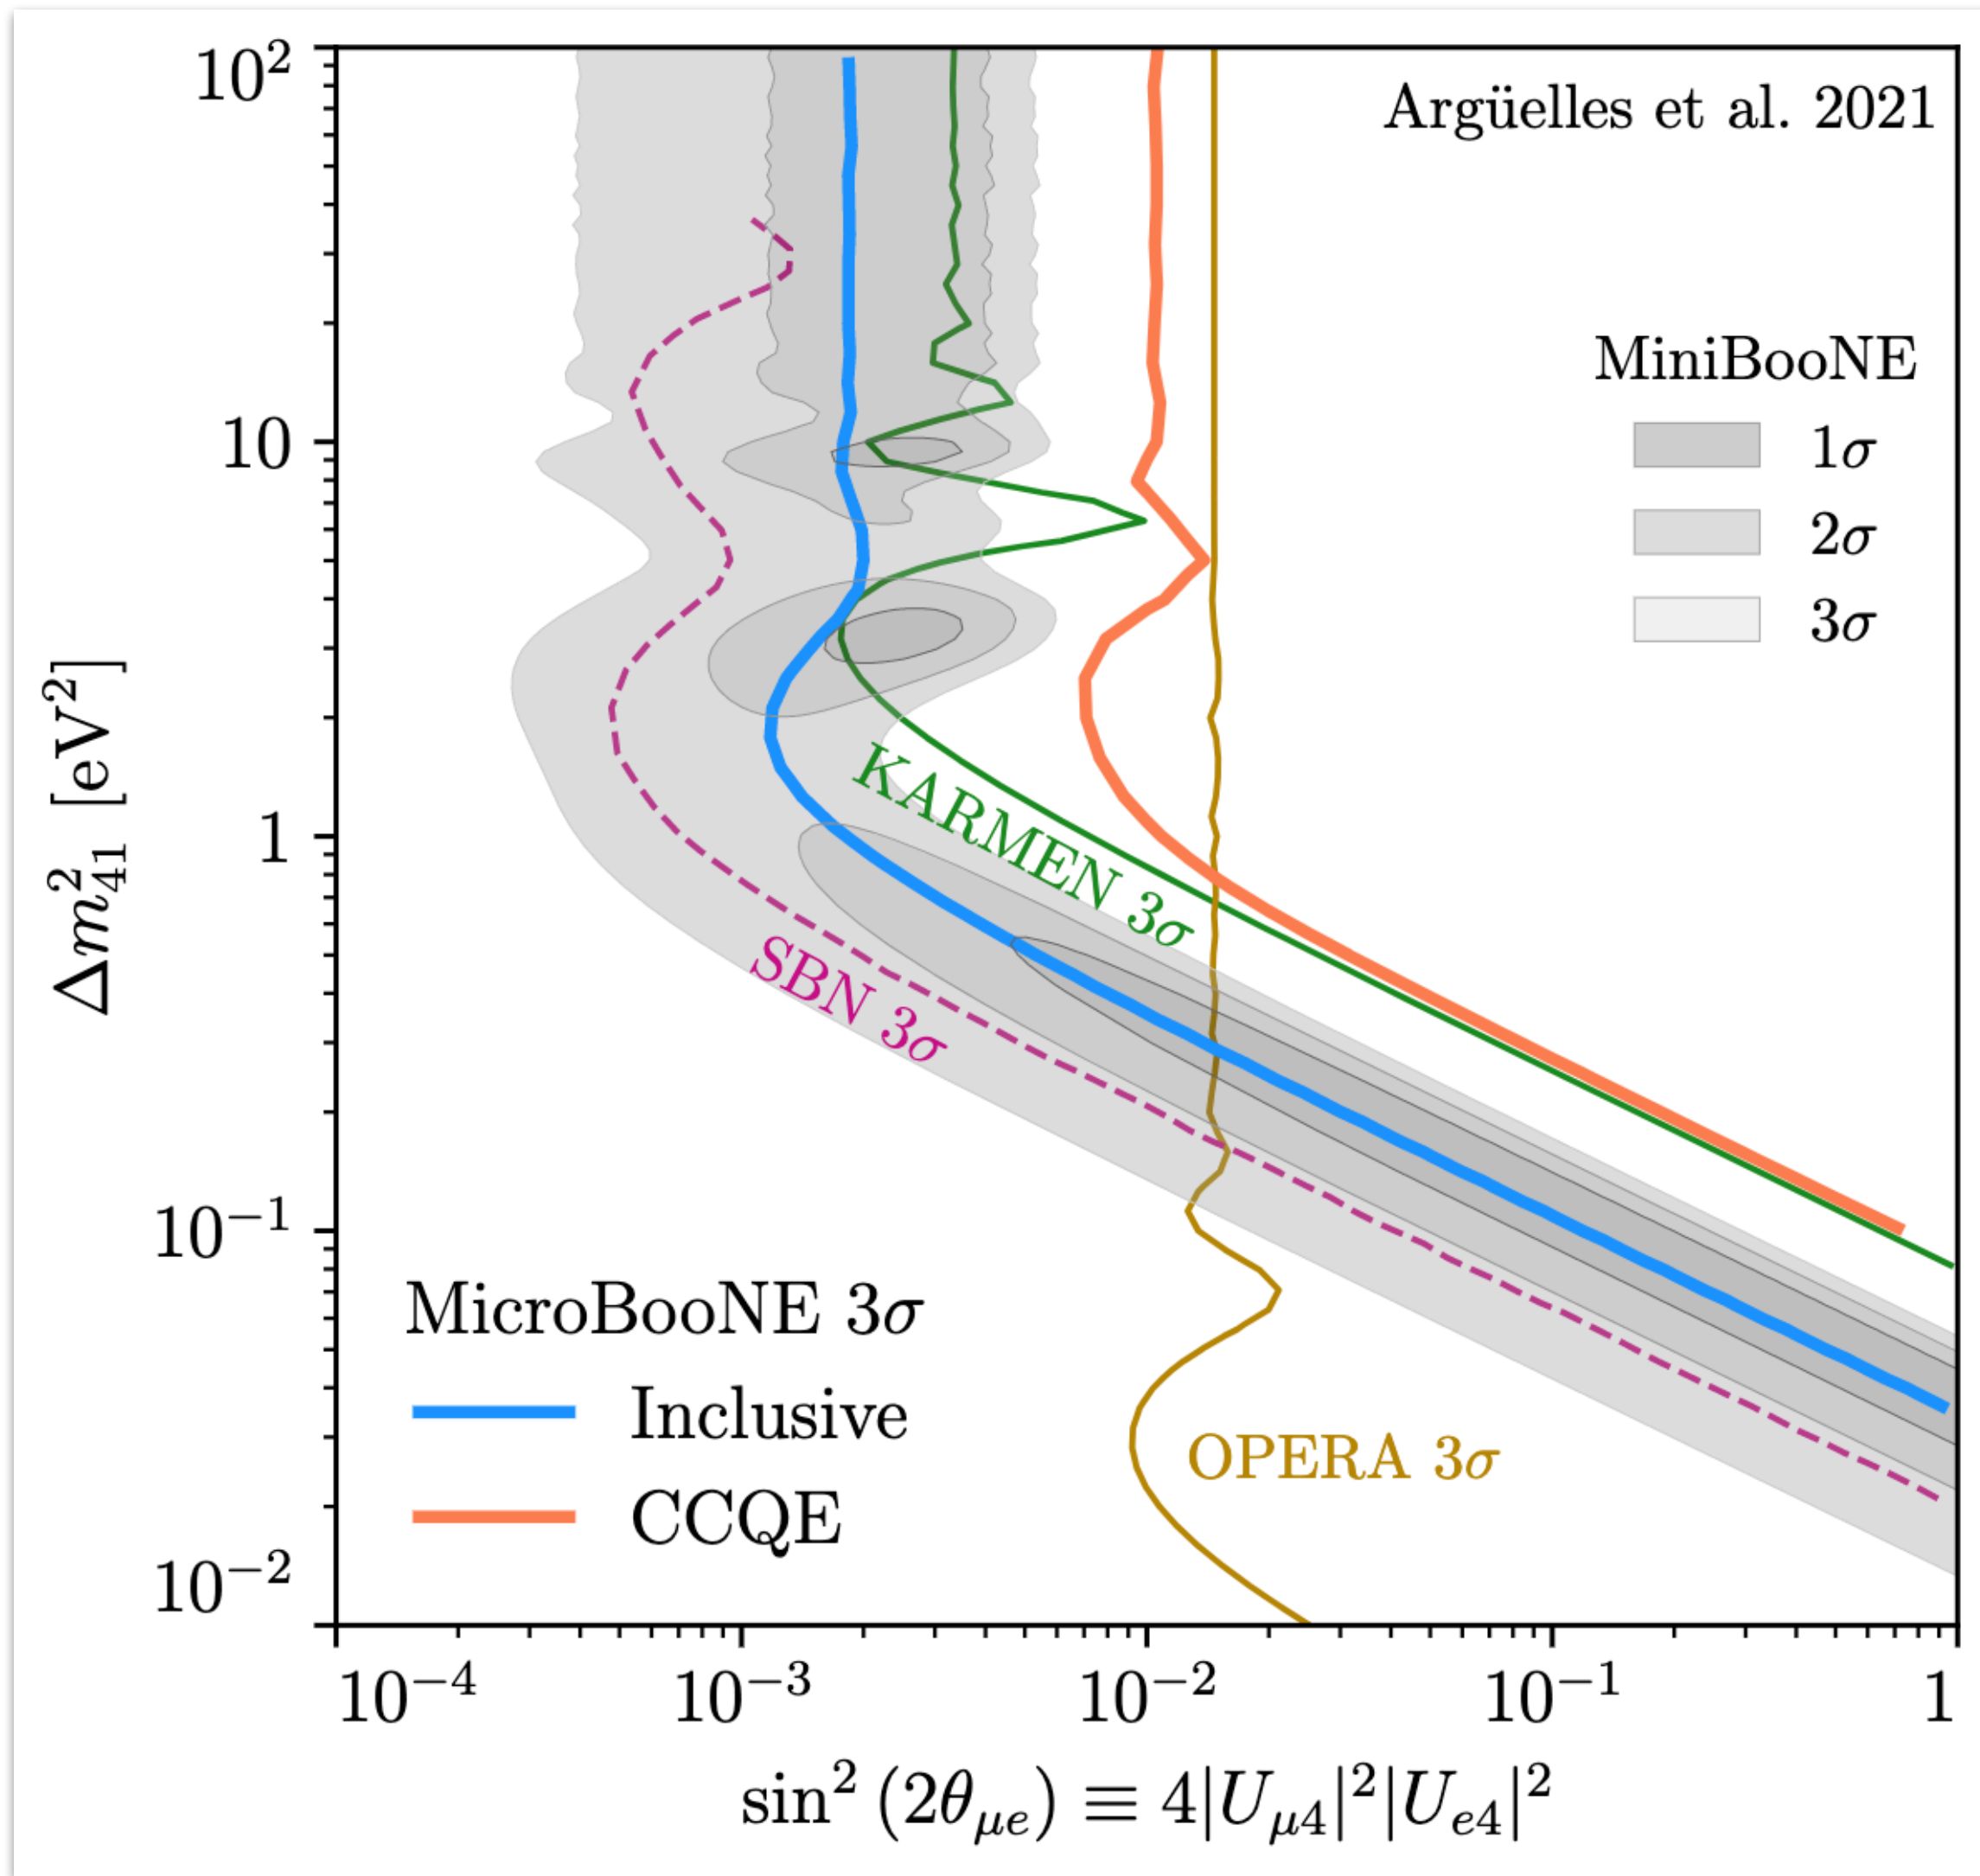 10²
Argüelles et al. 2021
MiniBooNE
1σ
10
2σ
3σ
Δm²₄₁ [eV²]
KARMEN 3σ
1
SBN 3σ
10⁻¹
MicroBooNE 3σ
Inclusive
OPERA 3σ
CCQE
10⁻²
10⁻⁴ 10⁻³ 10⁻² 10⁻¹ 1
sin² (2θ_μe) ≡ 4|U_μ4|²|U_e4|²